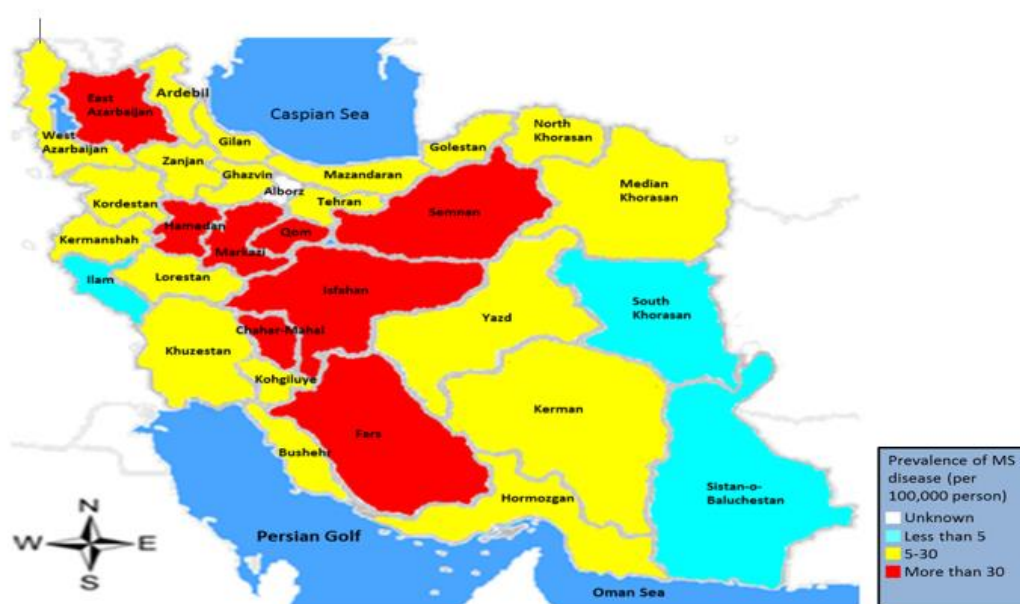 East
Azarbaijan
Ardebil
Caspian Sea
West
Azarbaijan
Gilan
Zanjan
Ghazvin
Alborz
Mazandaran
Tehran
Golestan
North
Khorasan
Median
Khorasan
Kordestan
Hamedan
Qom
Semnan
Kermanshah
Markazi
Ilam
Lorestan
Isfahan
South
Khorasan
Yazd
Chaher-Mahal
Khuzestan
Kohgiluye
Kerman
Fars
Bushehr
Hormozgan
Sistan-o-
Baluchestan
Persian Golf
Oman Sea
N
W
E
S
Prevalence of MS
disease (per
100,000 person)
Unknown
Less than 5
5-30
More than 30